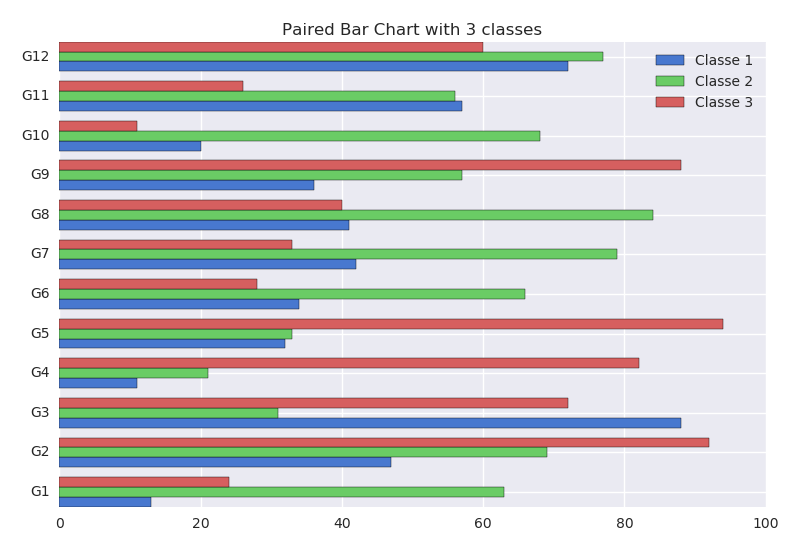 Paired Bar Chart with 3 classes
G12
G11
G10
G9
G8
G7
G6
G5
G4
G3
G2
G1
Classe 1
Classe 2
Classe 3
0 20 40 60 80 100